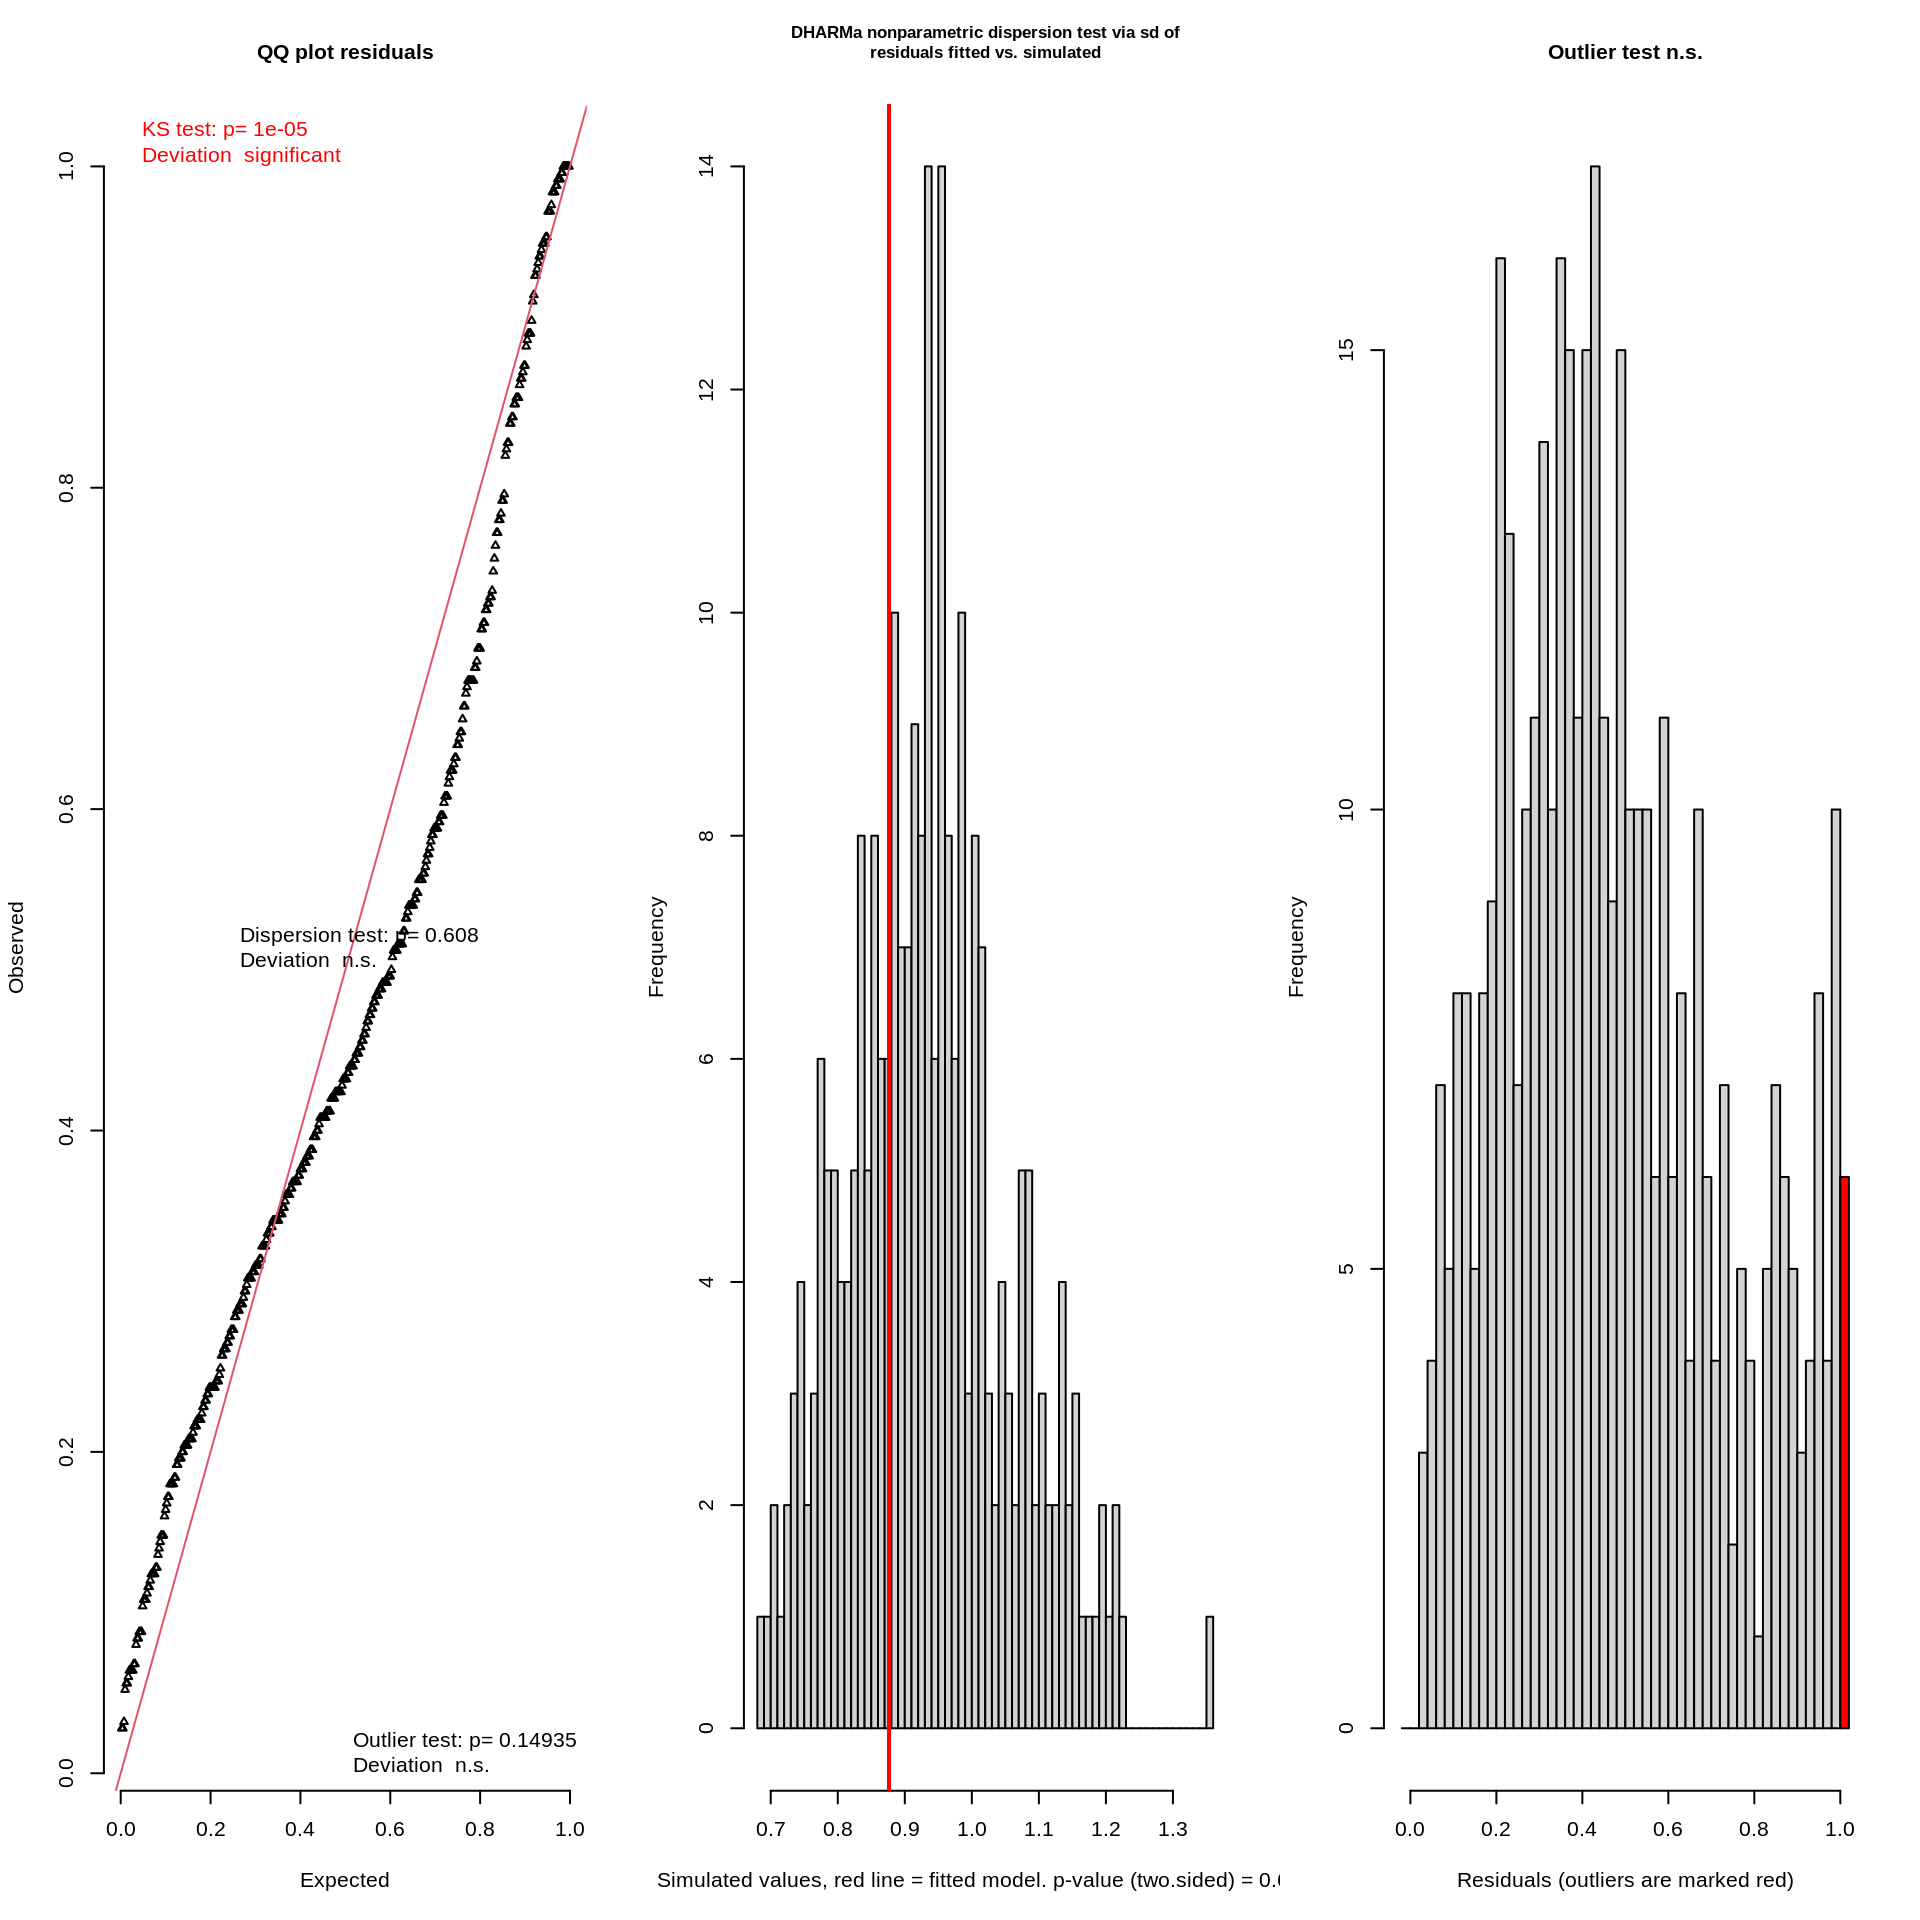 QQ plot residuals
KS test: p= 1e-05
Deviation  significant
Dispersion test: p= 0.608
Deviation  n.s.
Outlier test: p= 0.14935
Deviation  n.s.
Observed
0.0
0.2
0.4
0.6
0.8
1.0
0.0 0.2 0.4 0.6 0.8 1.0
Expected
DHARMa nonparametric dispersion test via sd of
residuals fitted vs. simulated
Frequency
0
2
4
6
8
10
12
14
0.7 0.8 0.9 1.0 1.1 1.2 1.3
Simulated values, red line = fitted model. p-value (two.sided) = 0.
Outlier test n.s.
Frequency
0
5
10
15
0.0 0.2 0.4 0.6 0.8 1.0
Residuals (outliers are marked red)